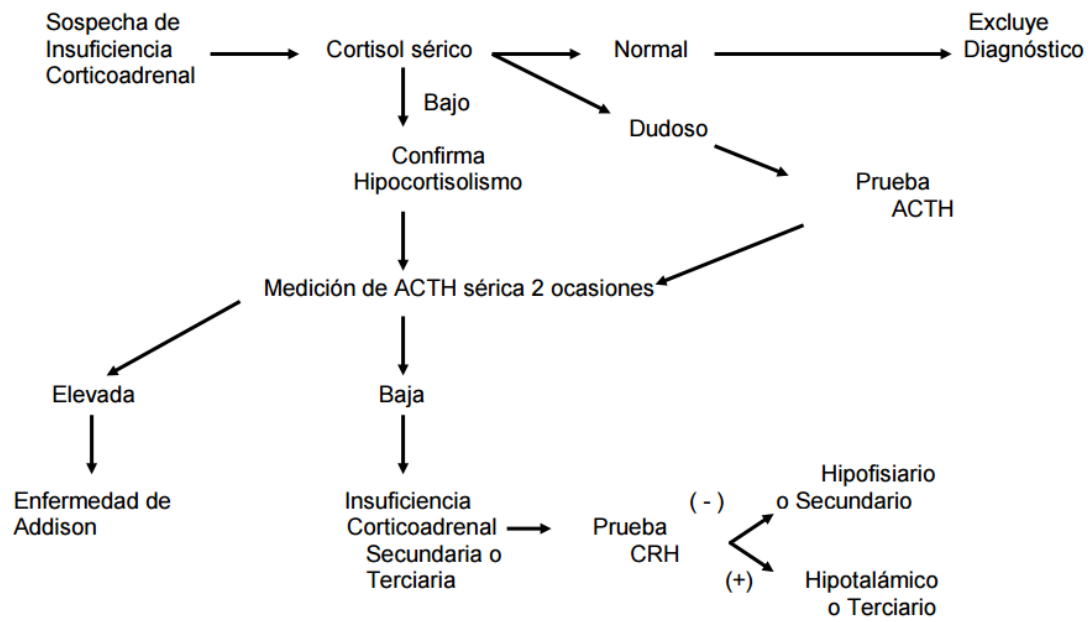 Sospecha de
Insuficiencia
Corticoadrenal
Cortisol sérico
Normal
Excluye
Diagnóstico
Bajo
Dudoso
Confirma
Hipocortisolismo
Prueba
ACTH
Medición de ACTH sérica 2 ocasiones
Elevada
Baja
Enfermedad de
Addison
Insuficiencia
Corticoadrenal
Secundaria o
Terciaria
Prueba
CRH
( - )
Hipofisiario
o Secundario
(+)
Hipotalámico
o Terciario